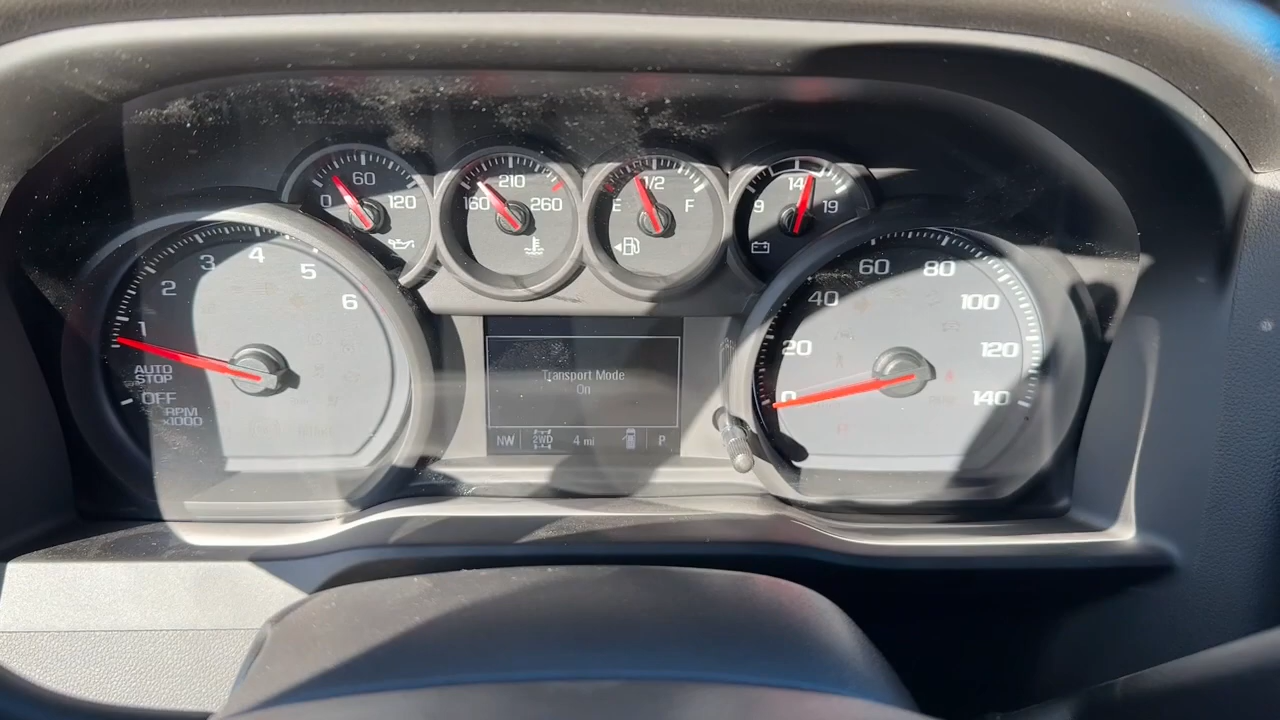 0 60 120
160 210 260
E 1/2 F
9 14 19
1 2 3 4 5 6
AUTO
STOP
OFF
RPM
x1000
Transport Mode
On
NW 2WD 4 mi P
0 20 40 60 80 100 120 140